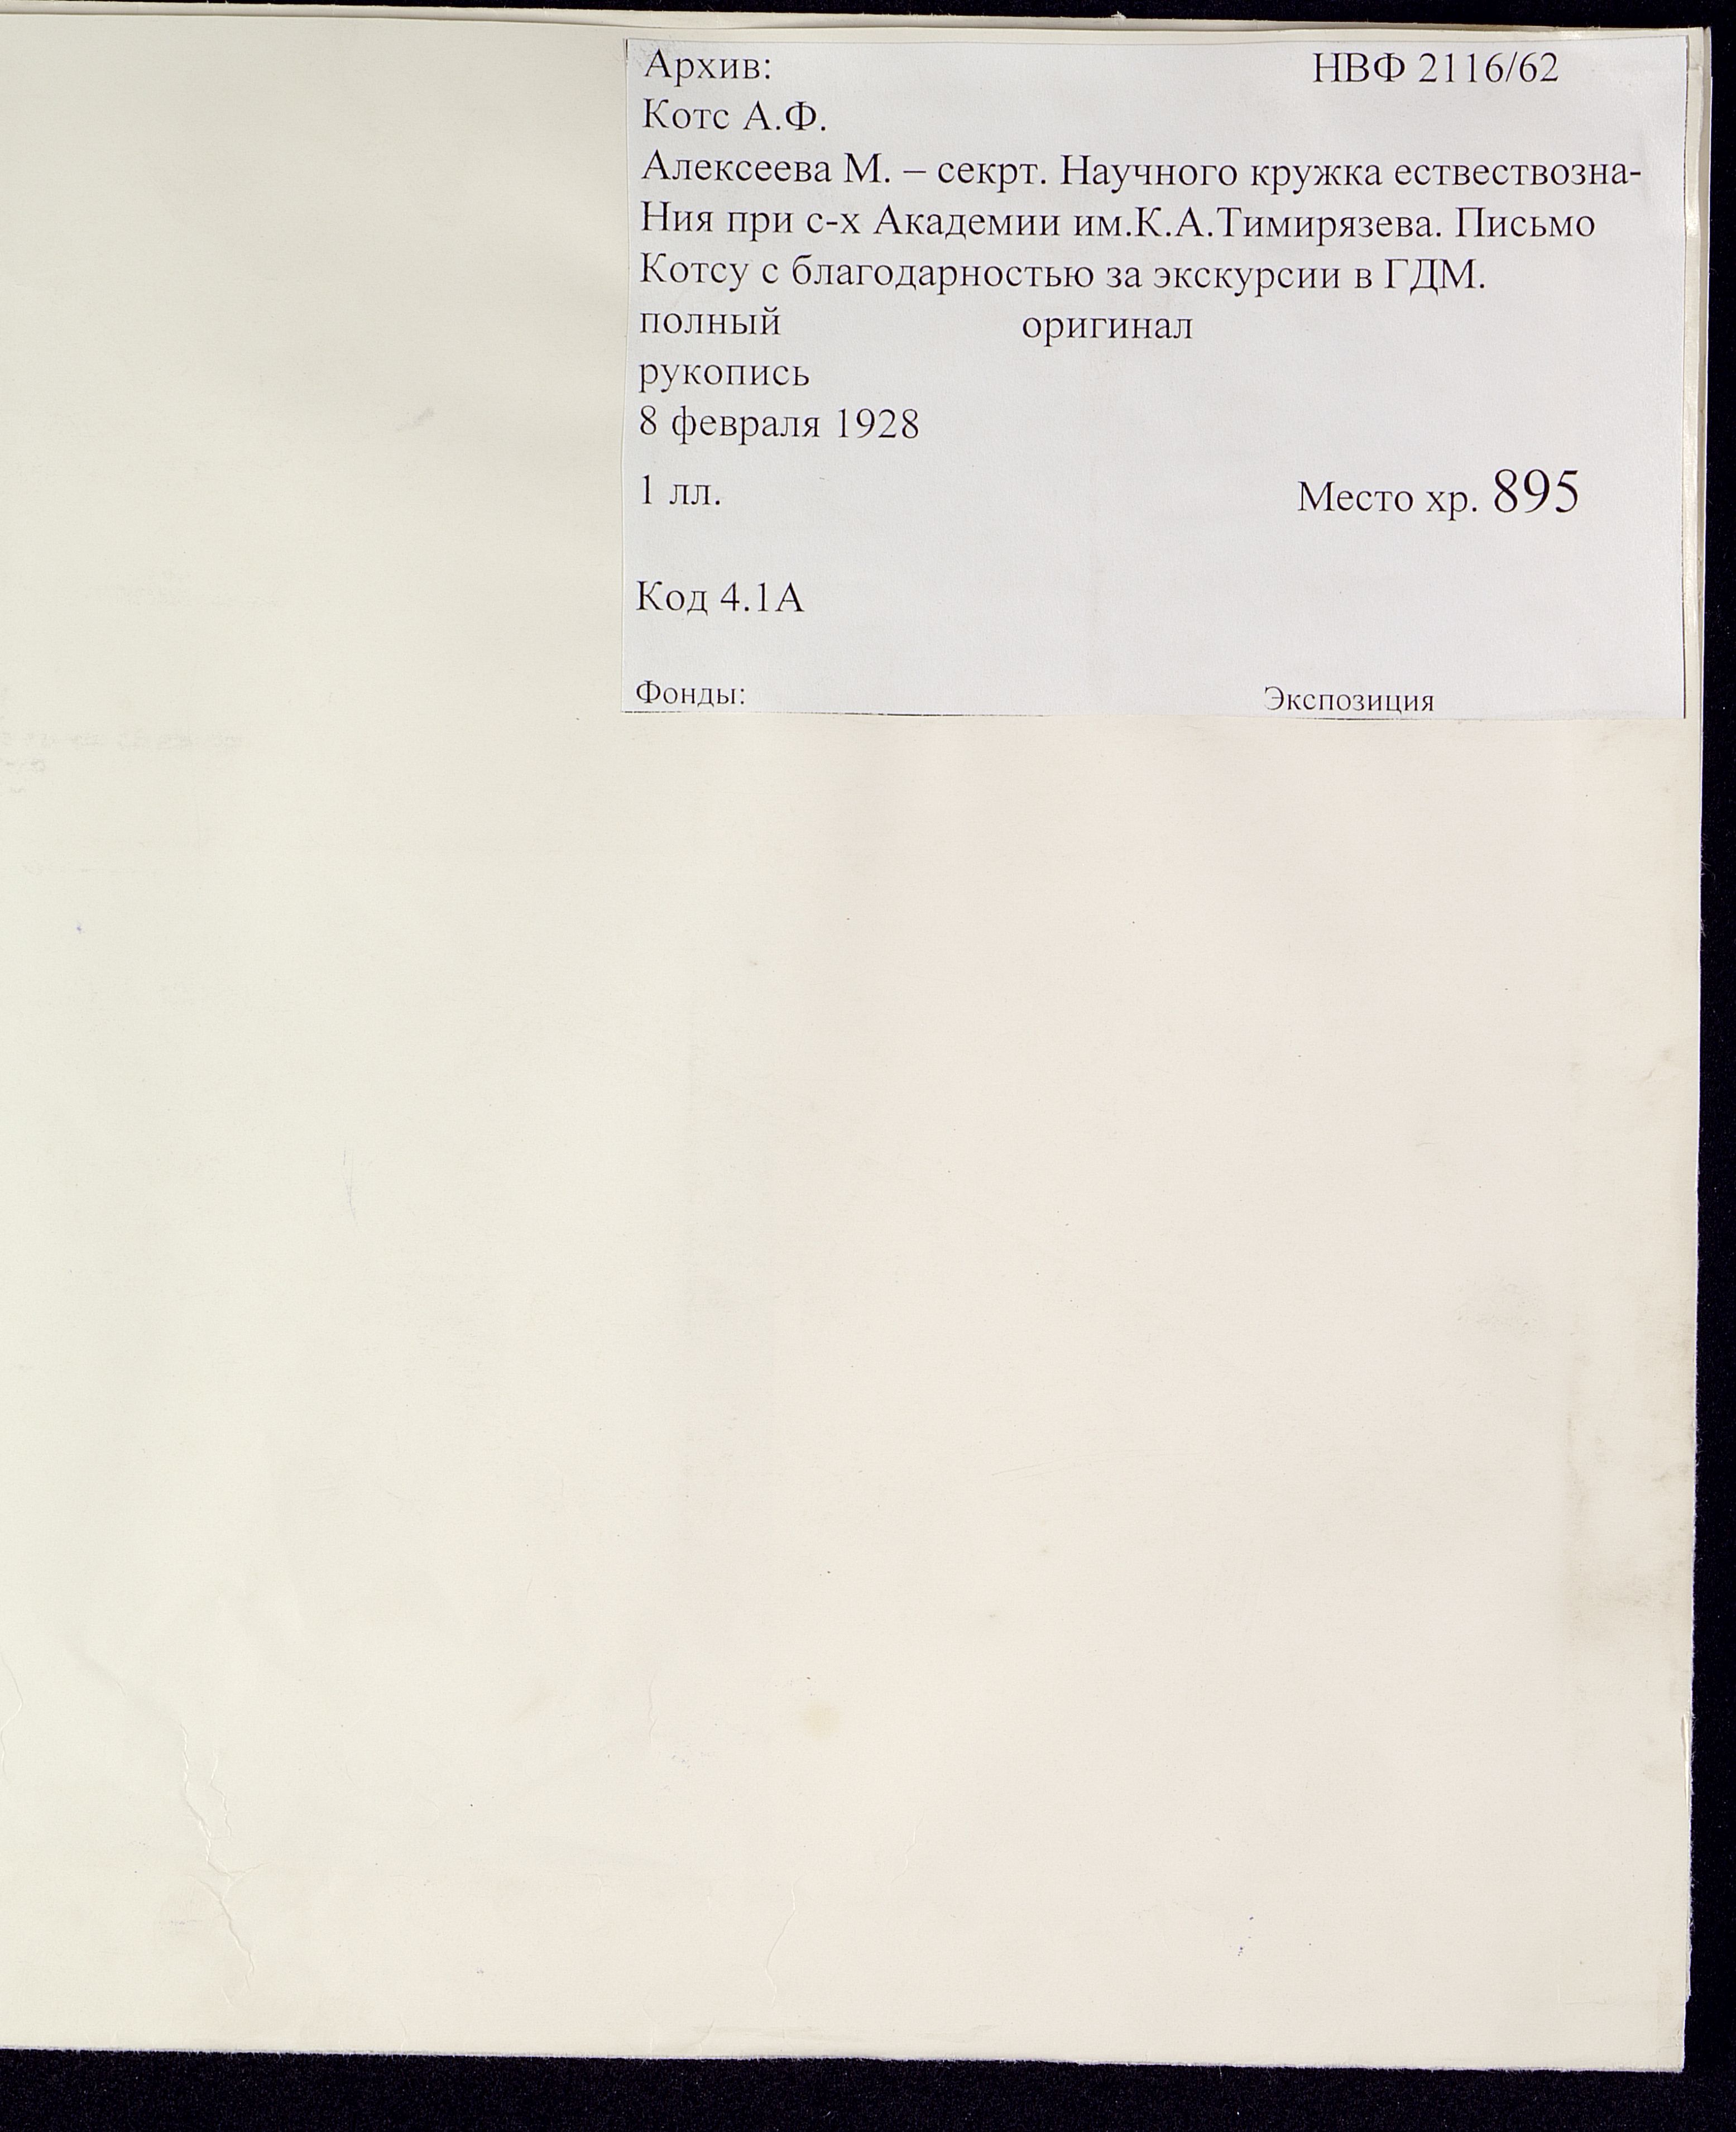 Архив: НВФ 2116/62
Котс А.Ф.
Алексеева М. – секрт. Научного кружка ествествозна-
Ния при с-х Академии им.К.А.Тимирязева. Письмо
Котсу с благодарностью за экскурсии в ГДМ.
полный оригинал
рукопись
8 февраля 1928
1 лл. Место хр. 895
Код 4.1А
Фонды: Экспозиция